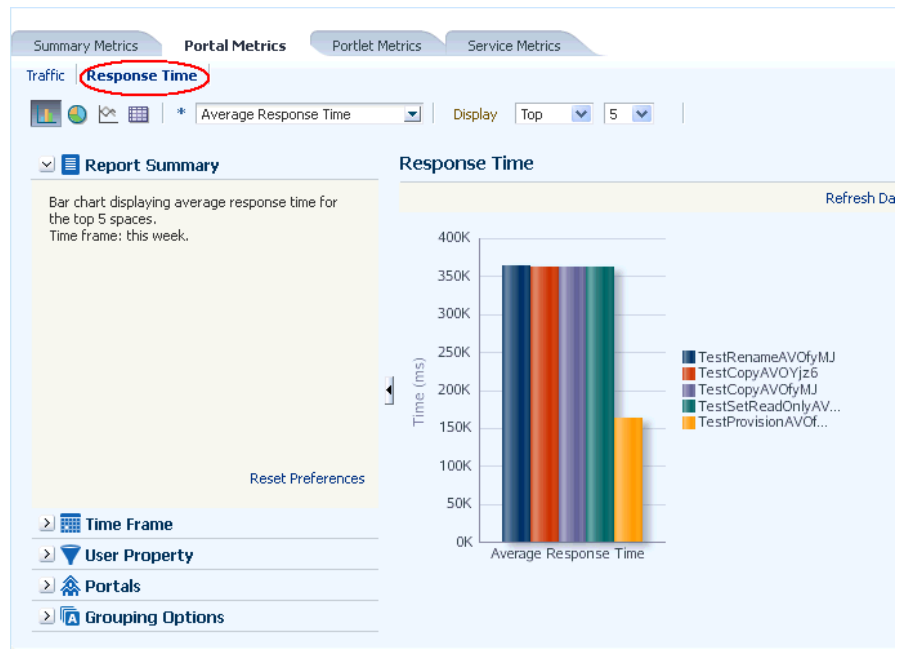 Summary Metrics Portal Metrics Portlet Metrics Service Metrics
Traffic Response Time
* Average Response Time Display Top 5
Report Summary
Bar chart displaying average response time for
the top 5 spaces.
Time frame: this week.
Reset Preferences
Time Frame
User Property
Portals
A Grouping Options
Response Time
Refresh Da
400K
350K
300K
250K
200K
150K
100K
50K
0K
Time (ms)
Average Response Time
TestRenameAVOfyMJ
TestCopyAVOYjz6
TestCopyAVOfyMJ
TestSetReadOnlyAV...
TestProvisionAVOf...